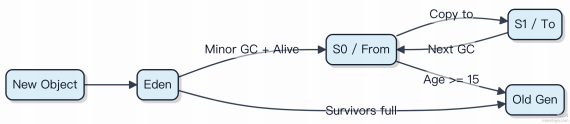 New Object
Eden
Minor GC + Alive
S0 / From
Copy to
S1 / To
Next GC
Age >= 15
Survivors full
Old Gen